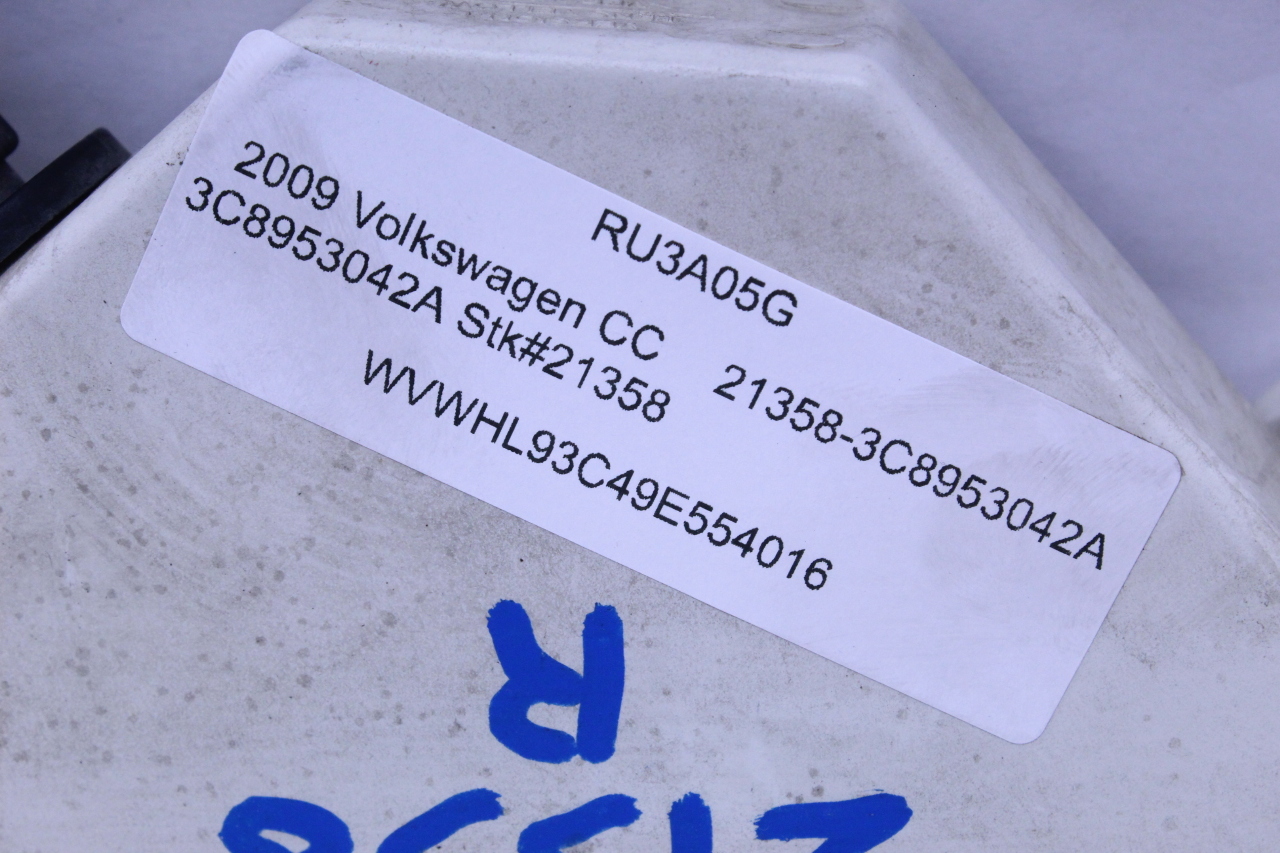 RU3A05G
2009 Volkswagen CC 21358-3C8953042A
3C8953042A Stk#21358
WVWHL93C49E554016
R